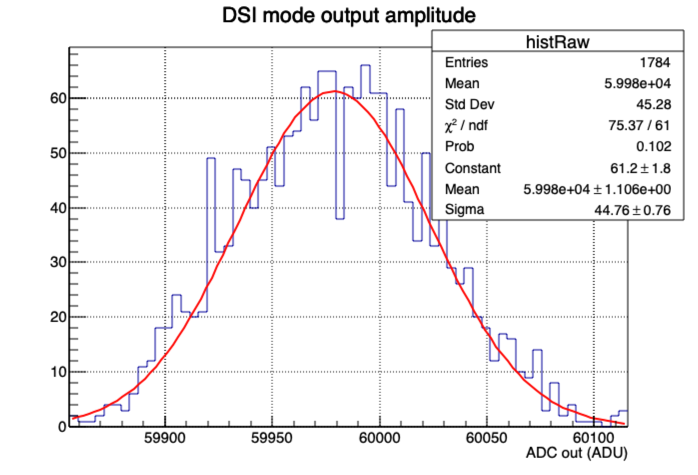 DSI mode output amplitude
histRaw
Entries 1784
Mean 5.998e+04
Std Dev 45.28
χ² / ndf 75.37 / 61
Prob 0.102
Constant 61.2 ± 1.8
Mean 5.998e+04 ± 1.106e+00
Sigma 44.76 ± 0.76
60
50
40
30
20
10
0
59900 59950 60000 60050 60100
ADC out (ADU)